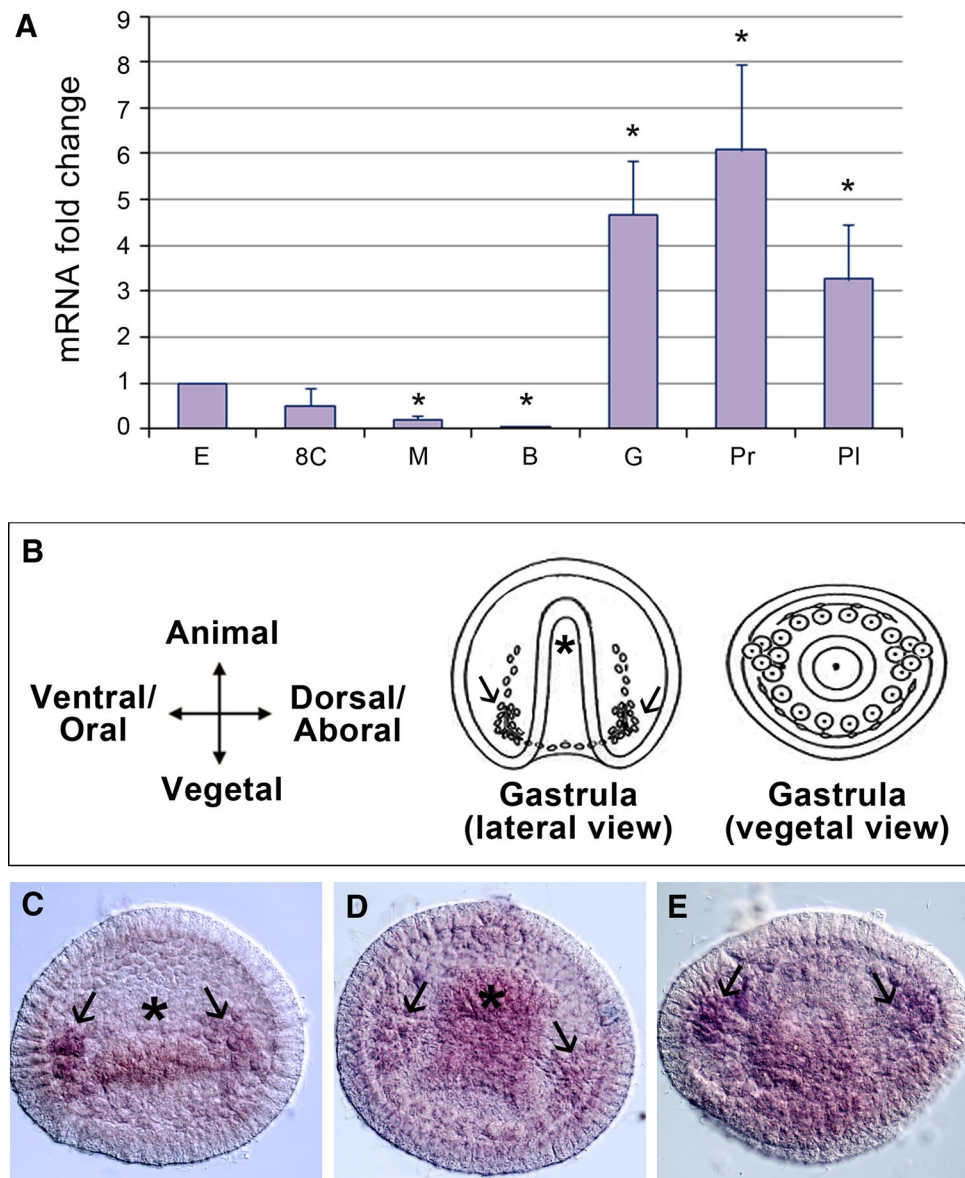 A
mRNA fold change
9
8
7
6
5
4
3
2
1
0
*
*
*
*
*
E 8C M B G Pr Pl
B
Animal
Ventral/
Oral
Dorsal/
Aboral
Vegetal
*
Gastrula
(lateral view)
Gastrula
(vegetal view)
C
*
D
*
E